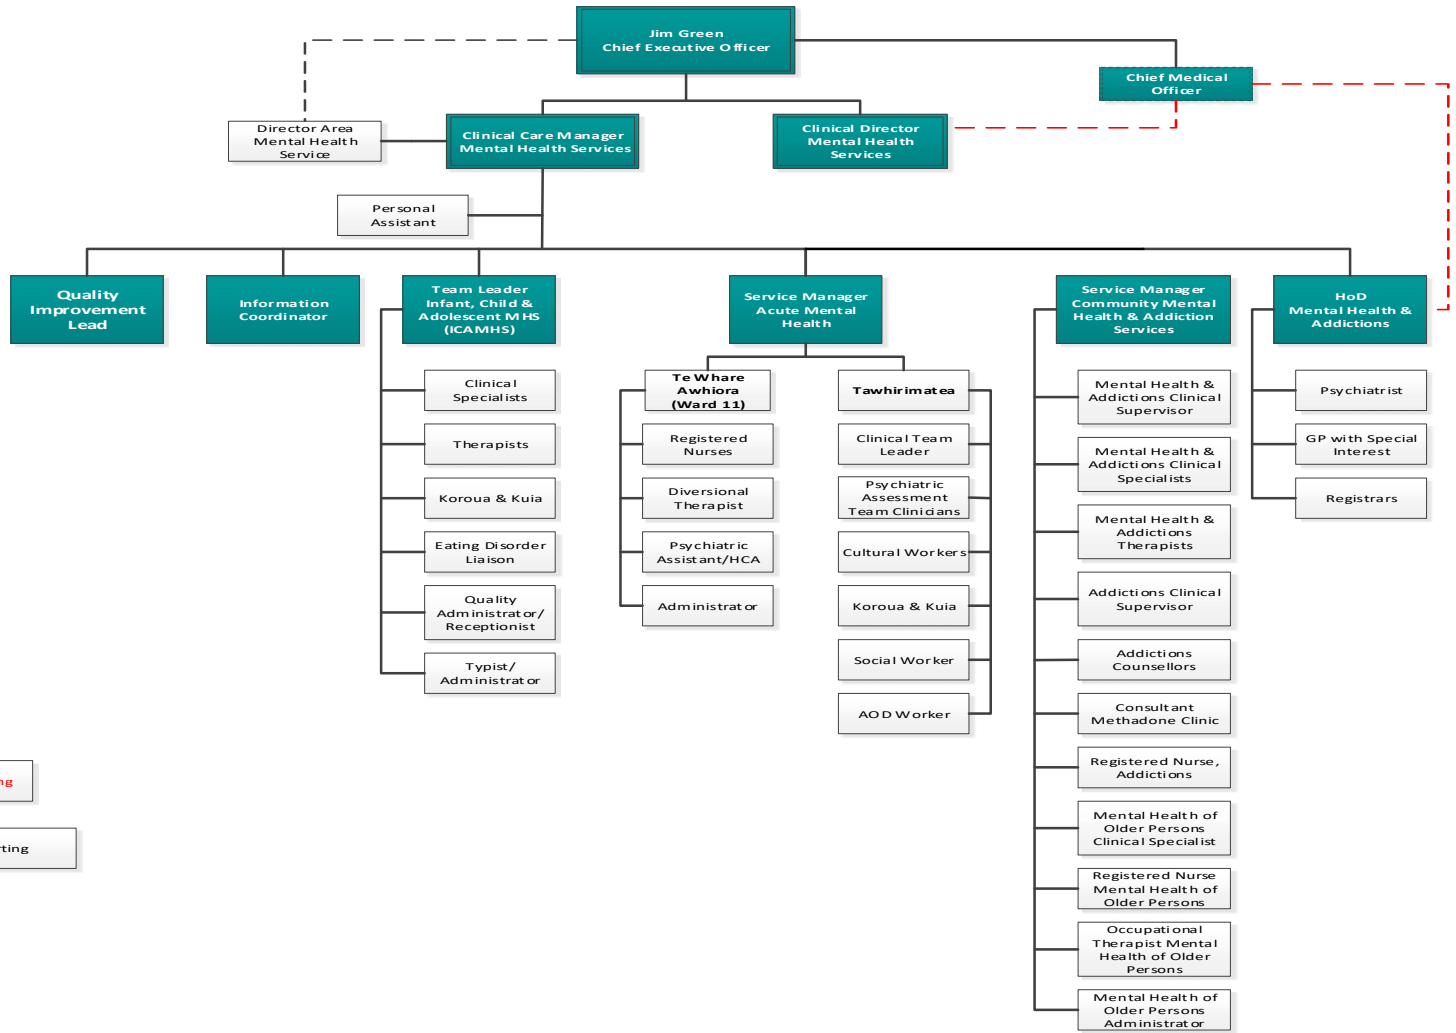 Jim Green
Chief Executive Officer
Chief Medical
Officer
Director Area
Mental Health
Service
Clinical Care Manager
Mental Health Services
Clinical Director
Mental Health
Services
Personal
Assistant
Quality
Improvement
Lead
Information
Coordinator
Team Leader
Infant, Child &
Adolescent MHS
(ICAMHS)
Service Manager
Acute Mental
Health
Service Manager
Community Mental
Health & Addiction
Services
HoD
Mental Health &
Addictions
Clinical
Specialists
Therapists
Koroua & Kuia
Eating Disorder
Liaison
Quality
Administrator/
Receptionist
Typist/
Administrator
Te Whare
Awhiora
(Ward 11)
Registered
Nurses
Diversional
Therapist
Psychiatric
Assistant/HCA
Administrator
Tawhirimatea
Clinical Team
Leader
Psychiatric
Assessment
Team Clinicians
Cultural Workers
Koroua & Kuia
Social Worker
AOD Worker
Mental Health &
Addictions Clinical
Supervisor
Mental Health &
Addictions Clinical
Specialists
Mental Health &
Addictions
Therapists
Addictions Clinical
Supervisor
Addictions
Counsellors
Consultant
Methadone Clinic
Registered Nurse,
Addictions
Mental Health of
Older Persons
Clinical Specialist
Registered Nurse
Mental Health of
Older Persons
Occupational
Therapist Mental
Health of Older
Persons
Mental Health of
Older Persons
Administrator
Psychiatrist
GP with Special
Interest
Registrars
ng
rting